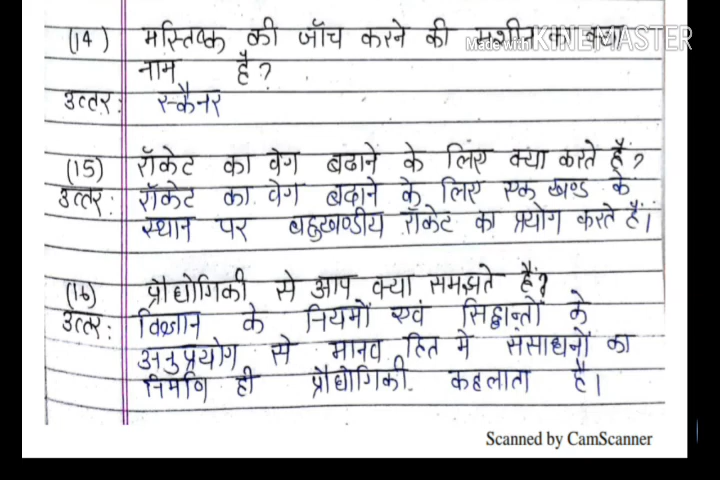 (14) मस्तिष्क की जाँच करने की मशीन का क्या
Made with KINEMASTER
नाम है?
उत्तर: स्कैनर
(15) रॉकेट का वेग बढाने के लिए क्या करते हैं?
उत्तर: रॉकेट का वेग बढाने के लिए एक खण्ड के
स्थान पर बहुखण्डीय रॉकेट का प्रयोग करते हैं।
(16) प्रौद्योगिकी से आप क्या समझते हैं?
उत्तर: विज्ञान के नियमों एवं सिद्धान्तों के
अनुप्रयोग से मानव हित मे संसाधनों का
निर्माण ही प्रौद्योगिकी कहलाता है।
Scanned by CamScanner